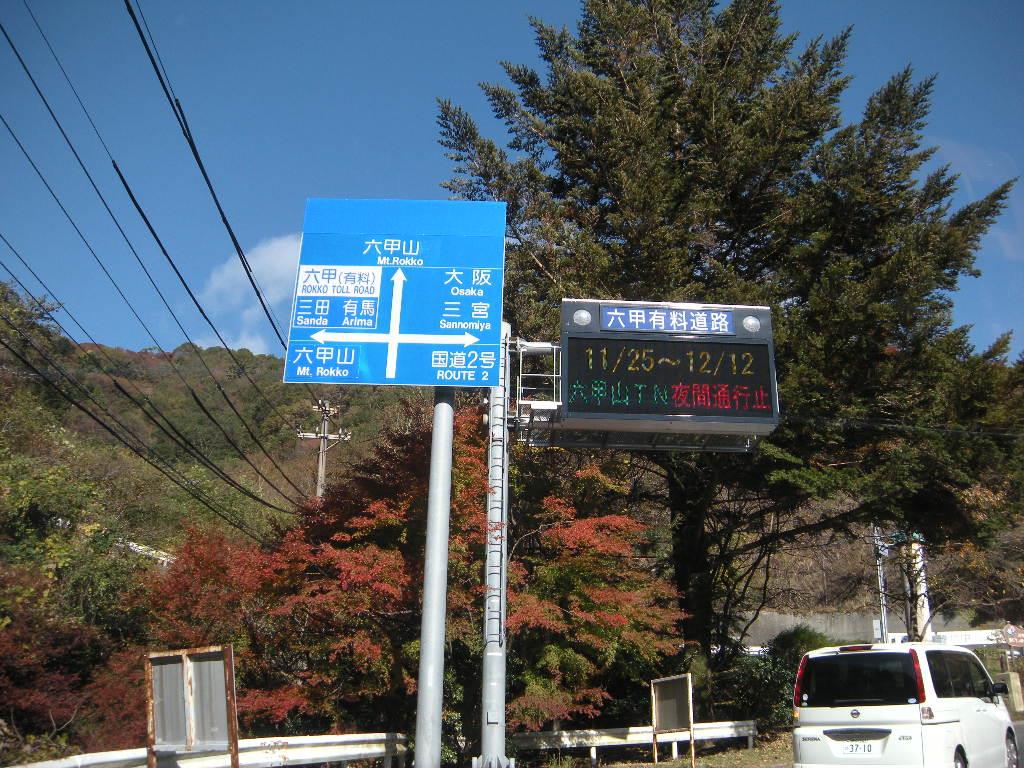 六甲山
Mt.Rokko
六甲(有料)
ROKKO TOLL ROAD
三田 有馬
Sanda Arima
大阪
Osaka
三宮
Sannomiya
六甲山
Mt. Rokko
国道2号
ROUTE 2
六甲有料道路
11/25～12/12
六甲山TN夜間通行止
SERENA
37-10